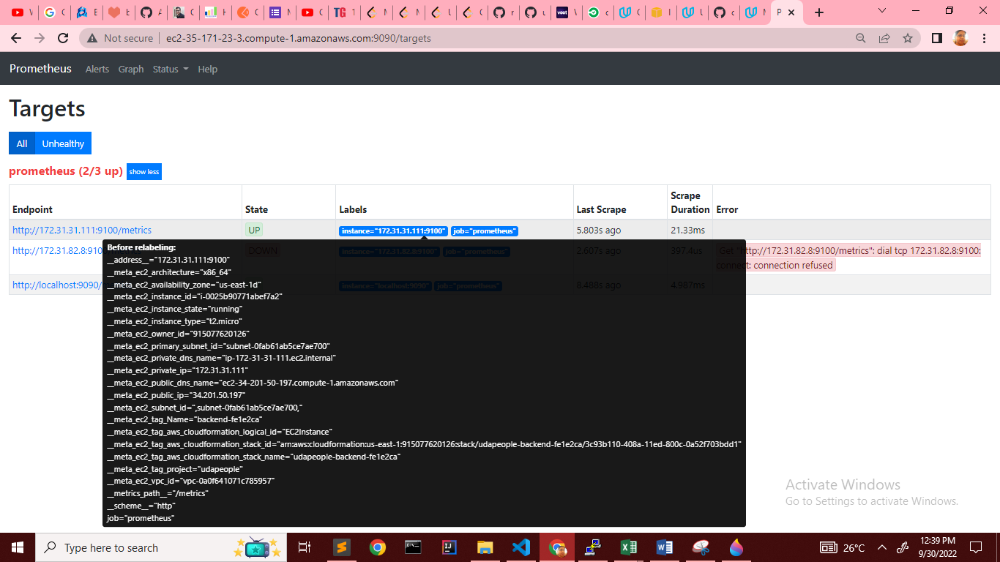 Not secure | ec2-35-171-23-3.compute-1.amazonaws.com:9090/targets
Prometheus Alerts Graph Status Help
Targets
All Unhealthy
prometheus (2/3 up) show less
Endpoint State Labels Last Scrape Scrape Duration Error
http://172.31.31.111:9100/metrics UP instance="172.31.31.111:9100" job="prometheus" 5.803s ago 21.33ms
http://172.31.82.8:9100/ DOWN instance="172.31.82.8:9100" job="prometheus" 2.607s ago 397.4us Get "http://172.31.82.8:9100/metrics": dial tcp 172.31.82.8:9100:
connect: connection refused
http://localhost:9090/ instance="localhost:9090" job="prometheus" 8.488s ago 4.987ms
Before relabeling:
__address__="172.31.31.111:9100"
__meta_ec2_architecture="x86_64"
__meta_ec2_availability_zone="us-east-1d"
__meta_ec2_instance_id="i-0025b90771abef7a2"
__meta_ec2_instance_state="running"
__meta_ec2_instance_type="t2.micro"
__meta_ec2_owner_id="915077620126"
__meta_ec2_primary_subnet_id="subnet-0fab61ab5ce7ae700"
__meta_ec2_private_dns_name="ip-172-31-31-111.ec2.internal"
__meta_ec2_private_ip="172.31.31.111"
__meta_ec2_public_dns_name="ec2-34-201-50-197.compute-1.amazonaws.com"
__meta_ec2_public_ip="34.201.50.197"
__meta_ec2_subnet_id=",subnet-0fab61ab5ce7ae700,"
__meta_ec2_tag_Name="backend-fe1e2ca"
__meta_ec2_tag_aws_cloudformation_logical_id="EC2Instance"
__meta_ec2_tag_aws_cloudformation_stack_id="arn:aws:cloudformation:us-east-1:915077620126:stack/udapeople-backend-fe1e2ca/3c93b110-408a-11ed-800c-0a52f703bdd1"
__meta_ec2_tag_aws_cloudformation_stack_name="udapeople-backend-fe1e2ca"
__meta_ec2_tag_project="udapeople"
__meta_ec2_vpc_id="vpc-0a0f641071c785957"
__metrics_path__="/metrics"
__scheme__="http"
job="prometheus"
Activate Windows
Go to Settings to activate Windows.
Type here to search 26°C 12:39 PM
9/30/2022